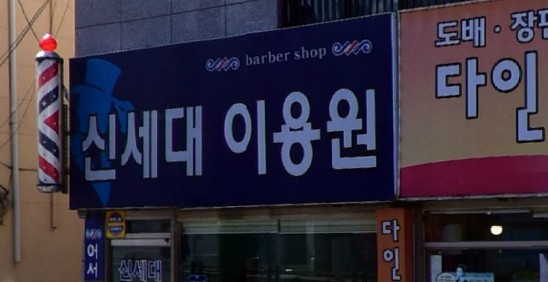 barber shop
신세대 이용원
도배 · 장판
다인
어서
신세대
다인